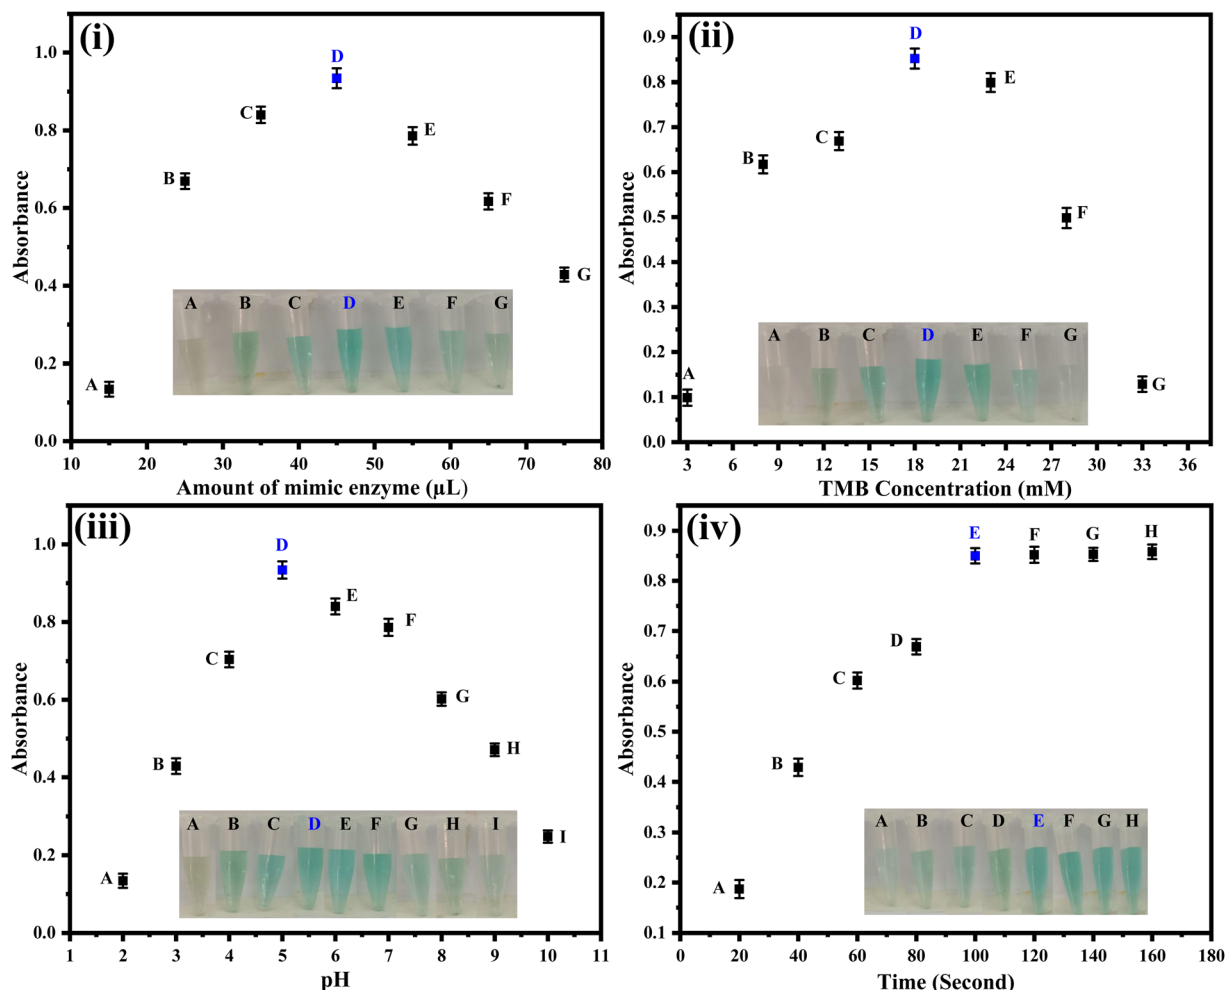 (i)
1.0
0.8
0.6
0.4
0.2
0.0
Absorbance
A
B
C
D
E
F
G
A B C D E F G
10 20 30 40 50 60 70 80
Amount of mimic enzyme (µL)
(ii)
0.9
0.8
0.7
0.6
0.5
0.4
0.3
0.2
0.1
0.0
Absorbance
A
B
C
D
E
F
G
A B C D E F G
3 6 9 12 15 18 21 24 27 30 33 36
TMB Concentration (mM)
(iii)
1.0
0.8
0.6
0.4
0.2
0.0
Absorbance
A
B
C
D
E
F
G
H
I
A B C D E F G H I
1 2 3 4 5 6 7 8 9 10 11
pH
(iv)
0.9
0.8
0.7
0.6
0.5
0.4
0.3
0.2
0.1
Absorbance
A
B
C
D
E
F
G
H
A B C D E F G H
0 20 40 60 80 100 120 140 160 180
Time (Second)